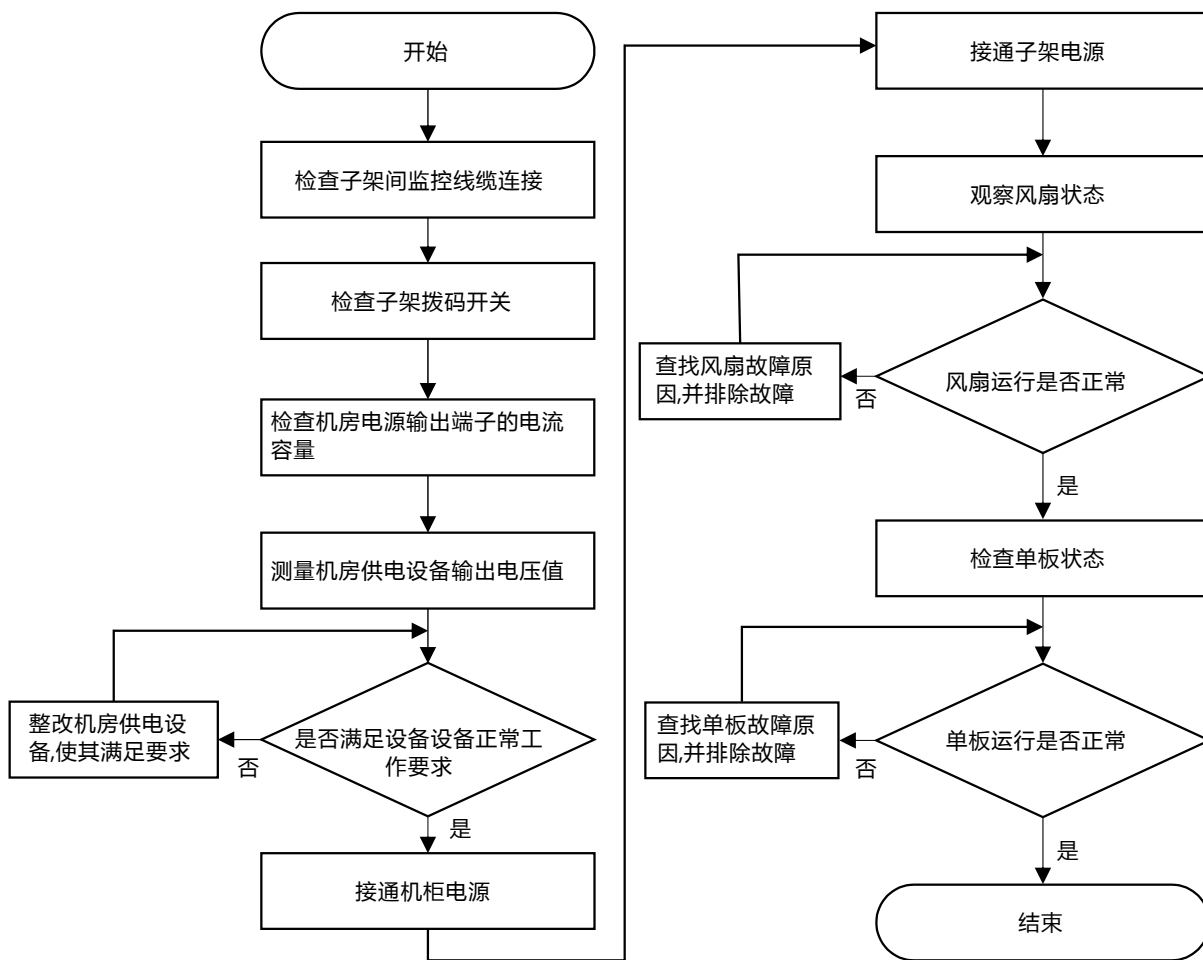 开始
检查子架间监控线缆连接
检查子架拨码开关
检查机房电源输出端子的电流
容量
测量机房供电设备输出电压值
整改机房供电设
备,使其满足要求
否
是否满足设备设备正常工
作要求
是
接通机柜电源
接通子架电源
观察风扇状态
查找风扇故障原
因,并排除故障
否
风扇运行是否正常
是
检查单板状态
查找单板故障原
因,并排除故障
否
单板运行是否正常
是
结束